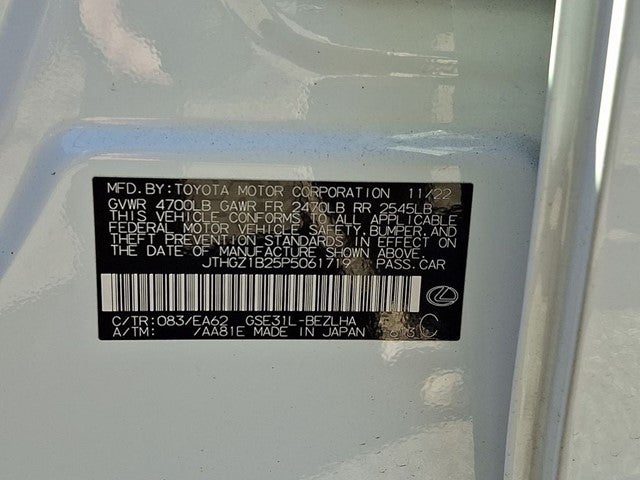 MFD. BY: TOYOTA MOTOR CORPORATION 11/22
GVWR 4700LB GAWR FR 2470LB RR 2545LB
THIS VEHICLE CONFORMS TO ALL APPLICABLE
FEDERAL MOTOR VEHICLE SAFETY, BUMPER, AND
THEFT PREVENTION STANDARDS IN EFFECT ON
THE DATE OF MANUFACTURE SHOWN ABOVE.
JTHGZ1B25P5061719 PASS.CAR
C/TR: 083/EA62 GSE31L-BEZLHA
A/TM: /AA81E MADE IN JAPAN C